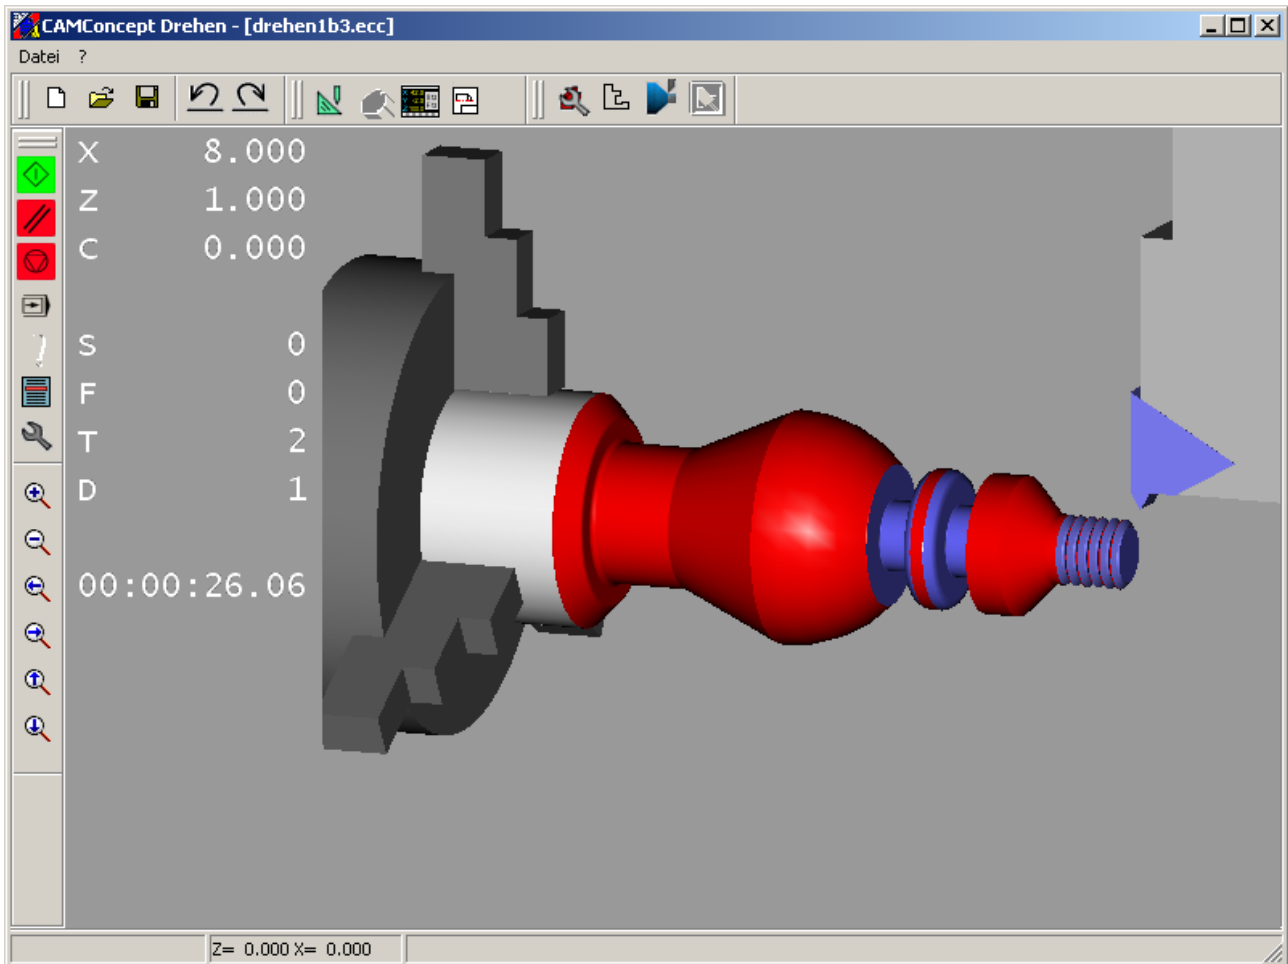 CAMConcept Drehen - [drehen1b3.ecc]
Datei ?
X 8.000
Z 1.000
C 0.000
S 0
F 0
T 2
D 1
00:00:26.06
Z= 0.000 X= 0.000